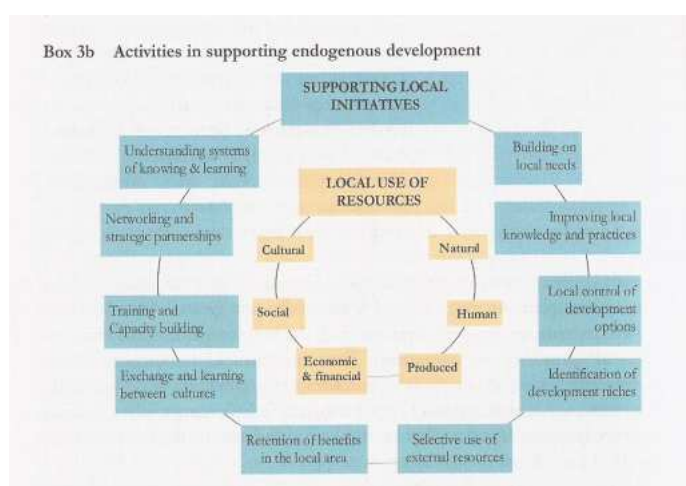 Box 3b Activities in supporting endogenous development
SUPPORTING LOCAL
INITIATIVES
Building on
local needs
Improving local
knowledge and practices
Local control of
development
options
Identification of
development niches
Selective use of
external resources
Retention of benefits
in the local area
Exchange and learning
between cultures
Training and
Capacity building
Networking and
strategic partnerships
Understanding systems
of knowing & learning
LOCAL USE OF
RESOURCES
Natural
Human
Produced
Economic
& financial
Social
Cultural